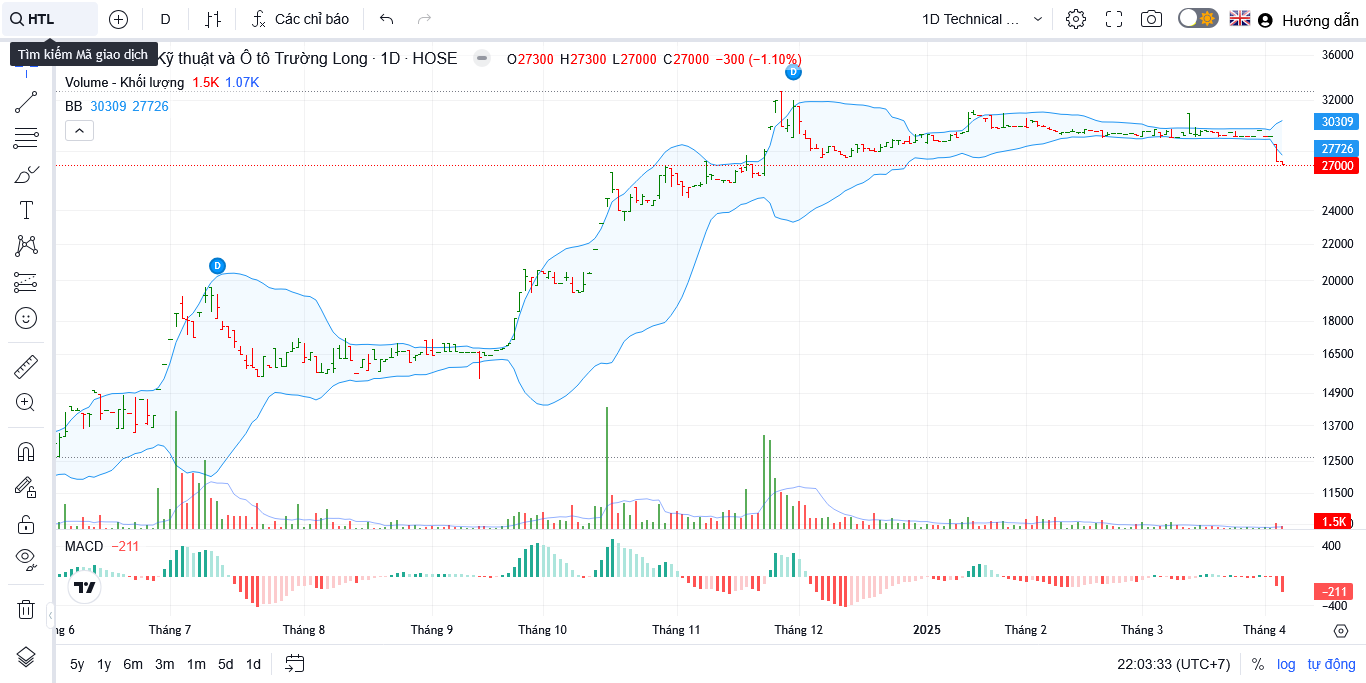 HTL
D
Các chỉ báo
1D Technical ...
Hướng dẫn
Tìm kiếm Mã giao dịch
Kỹ thuật và Ô tô Trường Long · 1D · HOSE
O27300 H27300 L27000 C27000 −300 (−1.10%)
Volume - Khối lượng 1.5K 1.07K
BB 30309 27726
D
D
36000
32000
30309
27726
27000
24000
22000
20000
18000
16500
14900
13700
12500
11500
1.5K
MACD −211
400
−211
−400
ng 6
Tháng 7
Tháng 8
Tháng 9
Tháng 10
Tháng 11
Tháng 12
2025
Tháng 2
Tháng 3
Tháng 4
5y 1y 6m 3m 1m 5d 1d
22:03:33 (UTC+7)
% log tự động